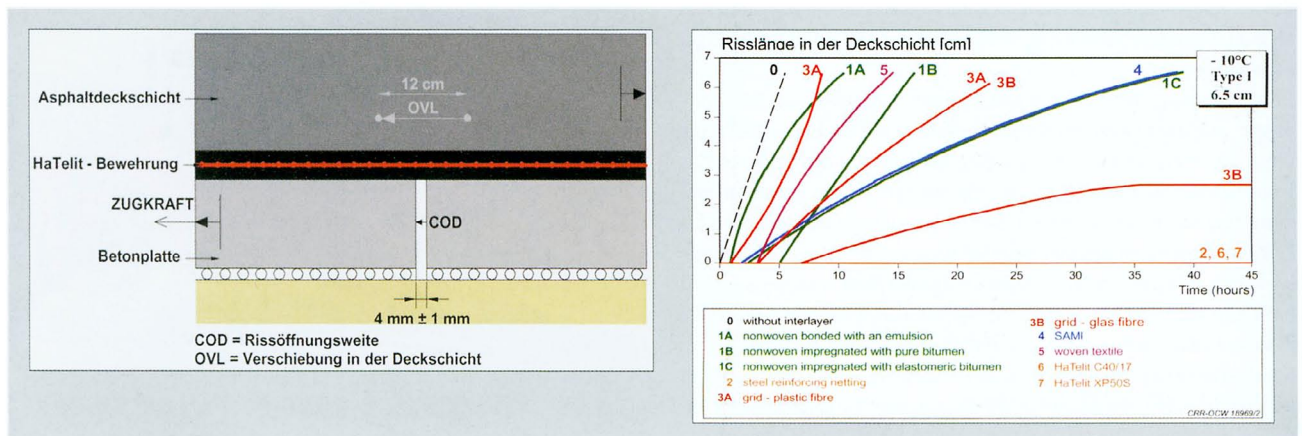 Asphaltdeckschicht
12 cm
OVL
HaTelit - Bewehrung
ZUGKRAFT
COD
Betonplatte
4 mm ± 1 mm
COD = Rissöffnungsweite
OVL = Verschiebung in der Deckschicht
Risslänge in der Deckschicht [cm]
7
6
5
4
3
2
1
0
0
3A
1A
5
1B
3A
3B
4
1C
- 10°C
Type I
6.5 cm
3B
2, 6, 7
0 5 10 15 20 25 30 35 40 45
Time (hours)
0 without interlayer
1A nonwoven bonded with an emulsion
1B nonwoven impregnated with pure bitumen
1C nonwoven impregnated with elastomeric bitumen
2 steel reinforcing netting
3A grid - plastic fibre
3B grid - glas fibre
4 SAMI
5 woven textile
6 HaTelit C40/17
7 HaTelit XP50S
CRR-OCW 18969/2